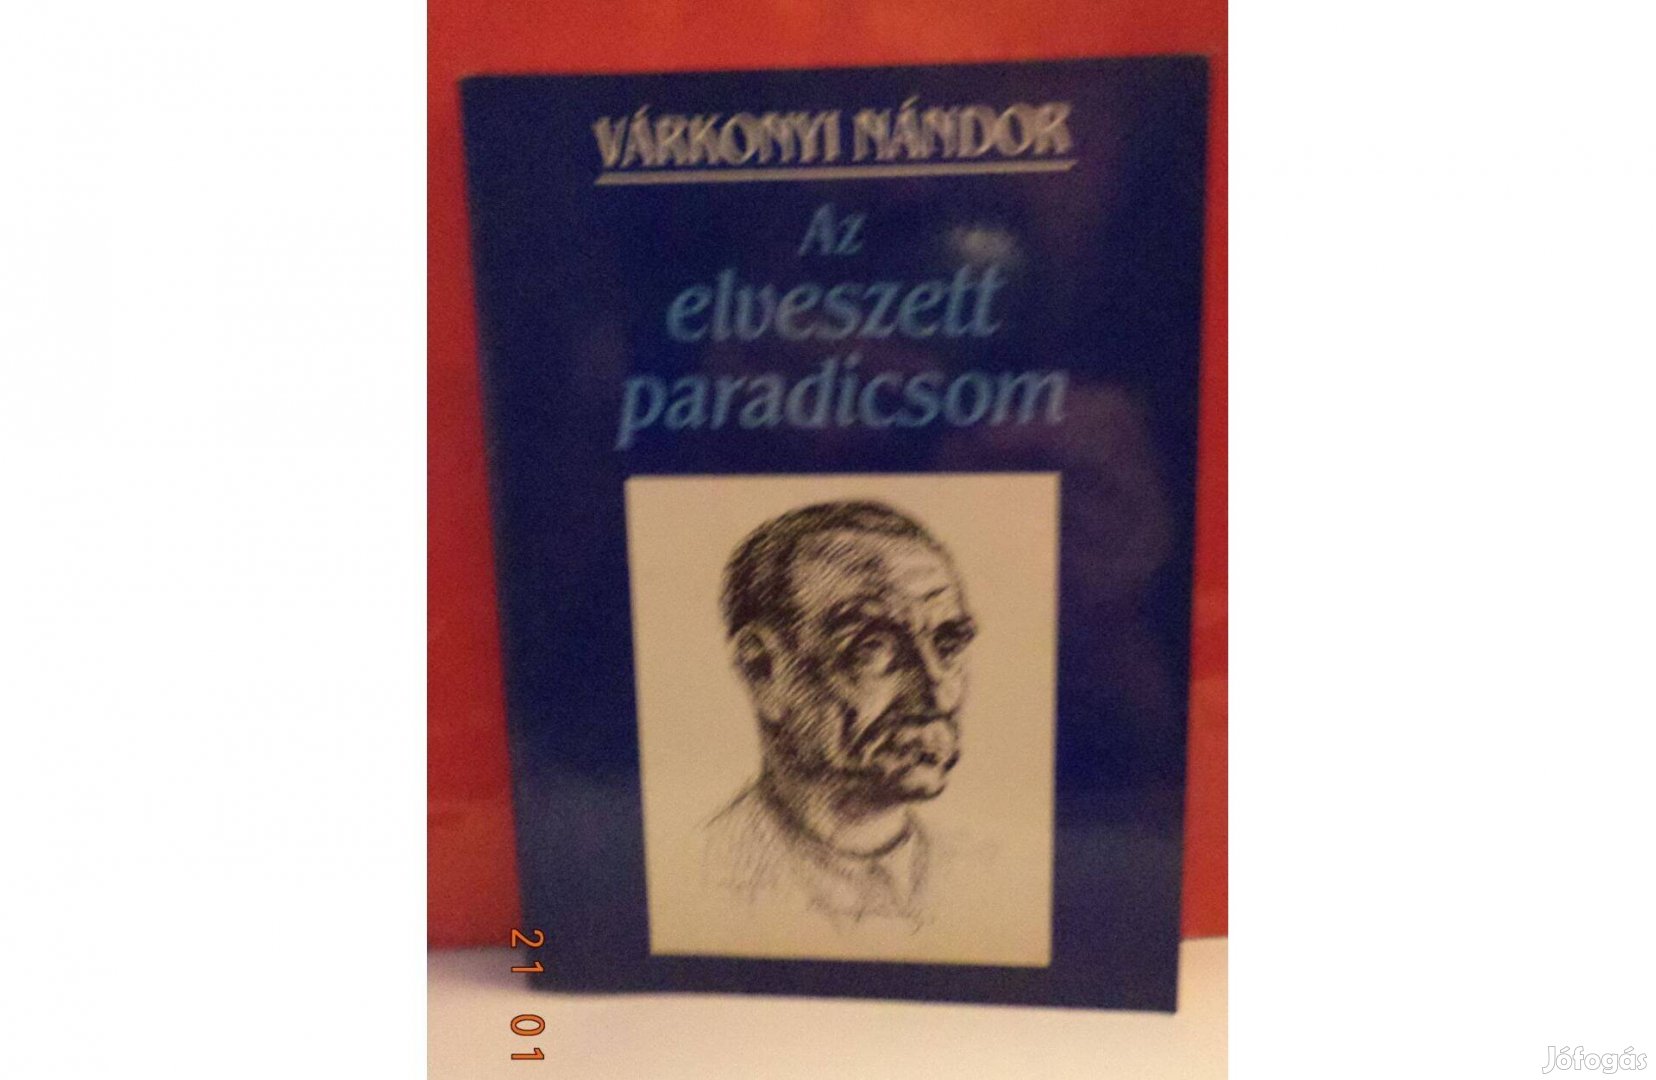 VÁRKONYI NÁNDOR
Az
elveszett
paradicsom
21 01
Jófogás